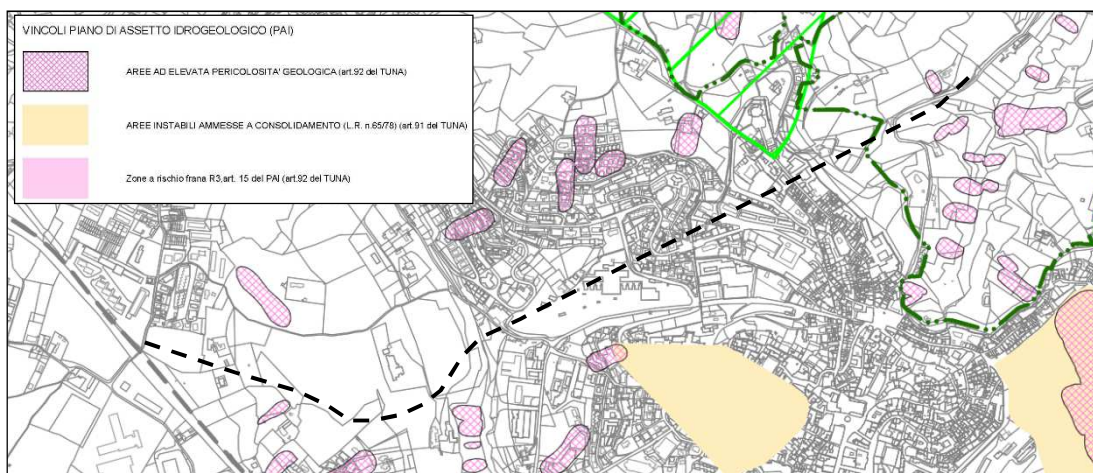 VINCOLI PIANO DI ASSETTO IDROGEOLOGICO (PAI)
AREE AD ELEVATA PERICOLOSITA' GEOLOGICA (art.92 del TUNA)
AREE INSTABILI AMMESSE A CONSOLIDAMENTO (L.R. n.65/78) (art.91 del TUNA)
Zone a rischio frana R3,art. 15 del PAI (art.92 del TUNA)